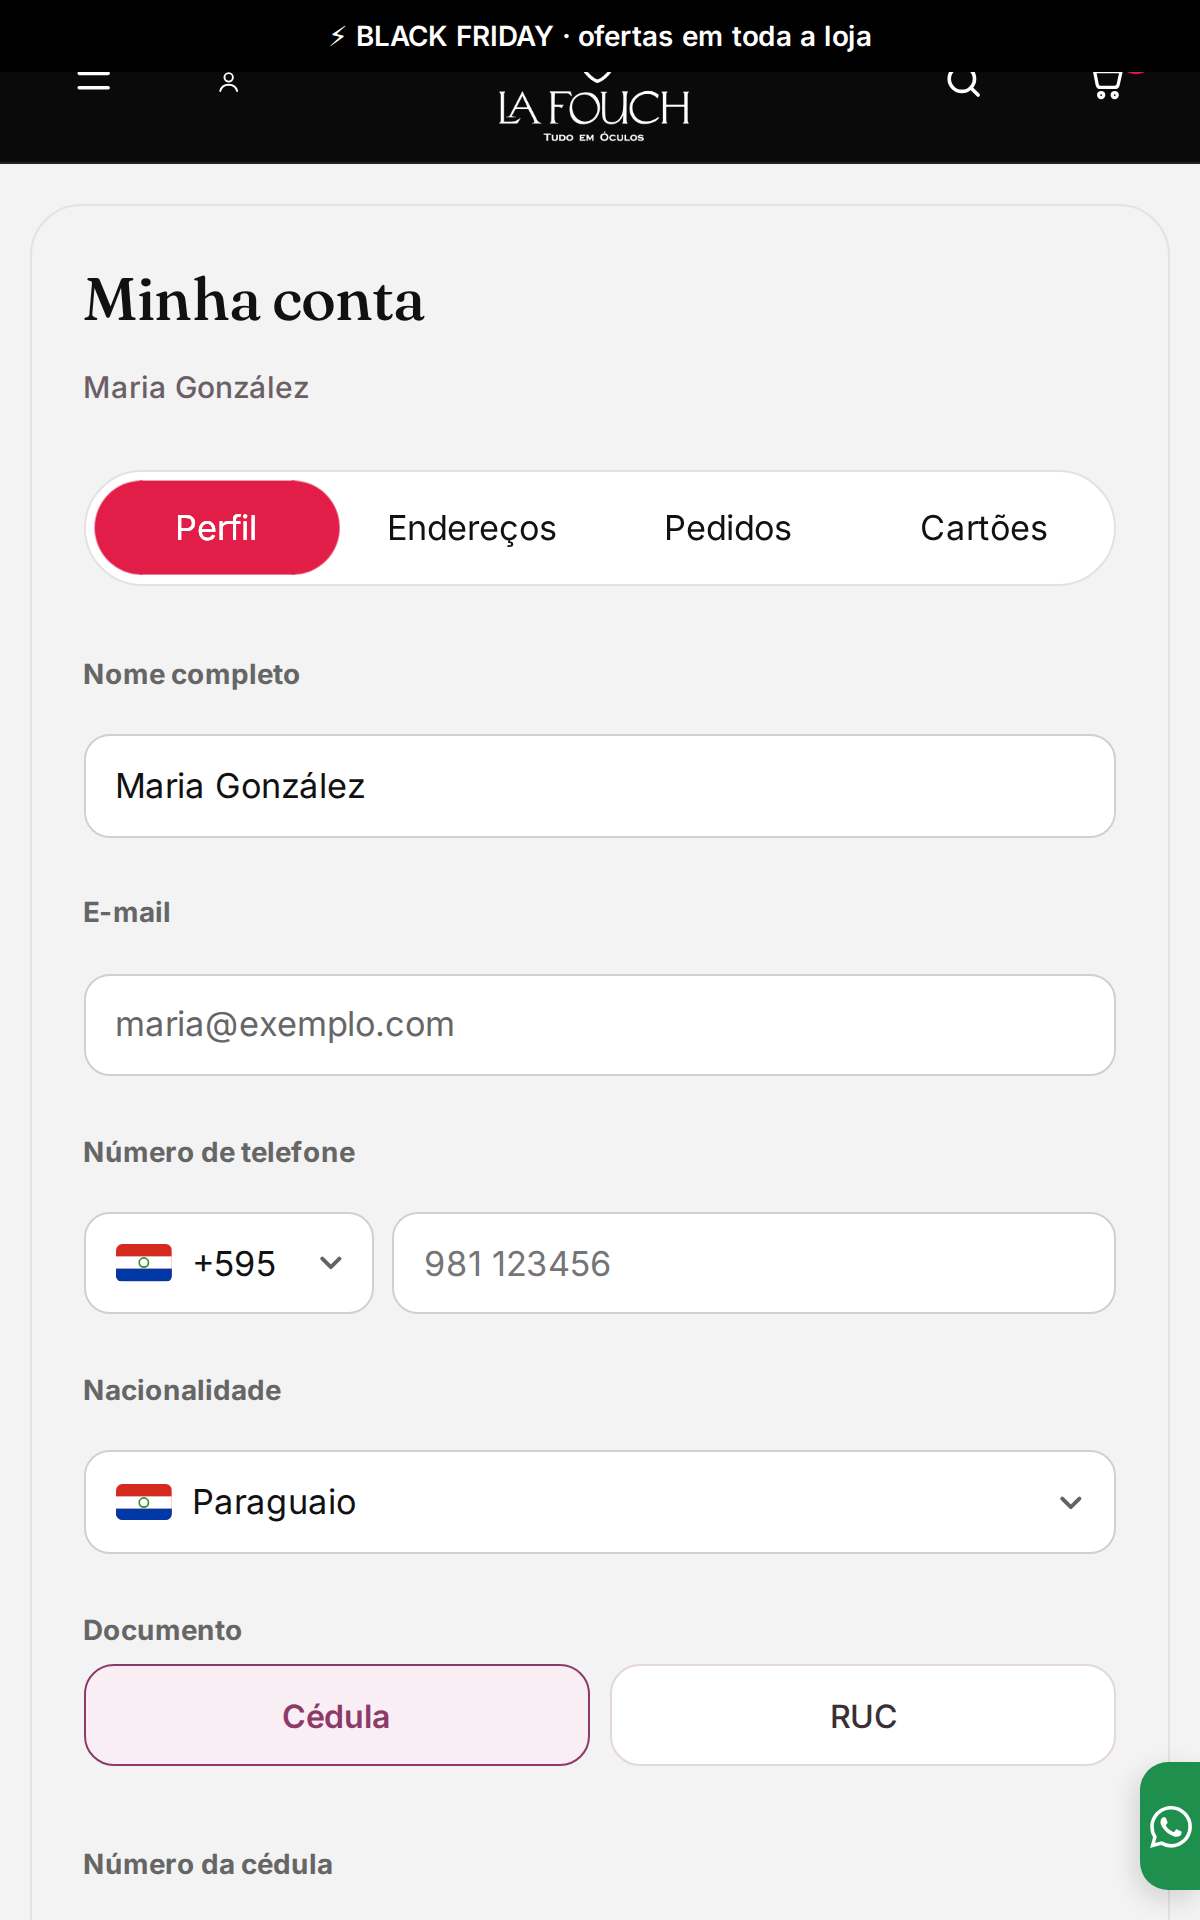 ⚡ BLACK FRIDAY · ofertas em toda a loja
LA FOUCH
TUDO EM ÓCULOS
Minha conta
Maria González
Perfil Endereços Pedidos Cartões
Nome completo
Maria González
E-mail
maria@exemplo.com
Número de telefone
+595 981 123456
Nacionalidade
Paraguaio
Documento
Cédula RUC
Número da cédula